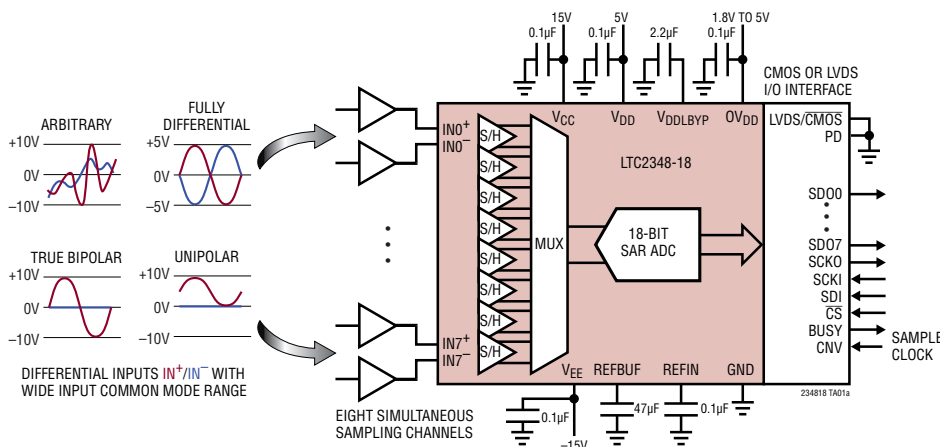 15V
5V
1.8V TO 5V
0.1µF
0.1µF
2.2µF
0.1µF
CMOS OR LVDS
I/O INTERFACE
ARBITRARY
FULLY
DIFFERENTIAL
+10V
0V
–10V
+5V
0V
–5V
TRUE BIPOLAR
UNIPOLAR
+10V
0V
–10V
+10V
0V
–10V
DIFFERENTIAL INPUTS IN+/IN– WITH
WIDE INPUT COMMON MODE RANGE
IN0+
IN0–
IN7+
IN7–
EIGHT SIMULTANEOUS
SAMPLING CHANNELS
S/H
S/H
S/H
S/H
S/H
S/H
S/H
S/H
MUX
VCC
VDD
VDDLBYP
OVDD
LTC2348-18
18-BIT
SAR ADC
VEE
REFBUF
REFIN
GND
0.1µF
47µF
0.1µF
–15V
LVDS/CMOS
PD
SDO0
SDO7
SCKO
SCKI
SDI
CS
BUSY
CNV
SAMPLE
CLOCK
234818 TA01a